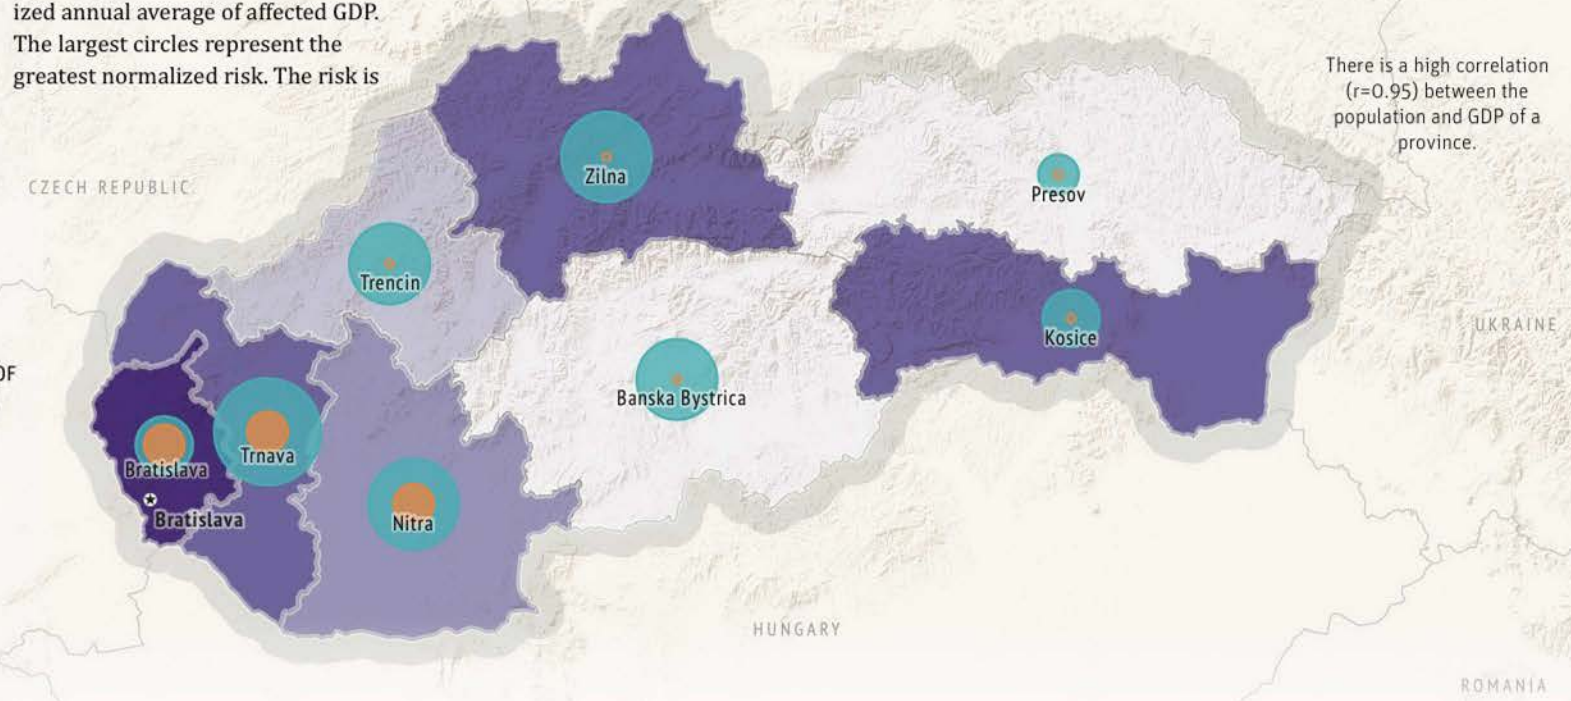 ized annual average of affected GDP.
The largest circles represent the
greatest normalized risk. The risk is
There is a high correlation
(r=0.95) between the
population and GDP of a
province.
CZECH REPUBLIC
Zilna
Presov
Trencin
Kosice
UKRAINE
OF
Banska Bystrica
Trnava
Bratislava
Bratislava
Nitra
HUNGARY
ROMANIA